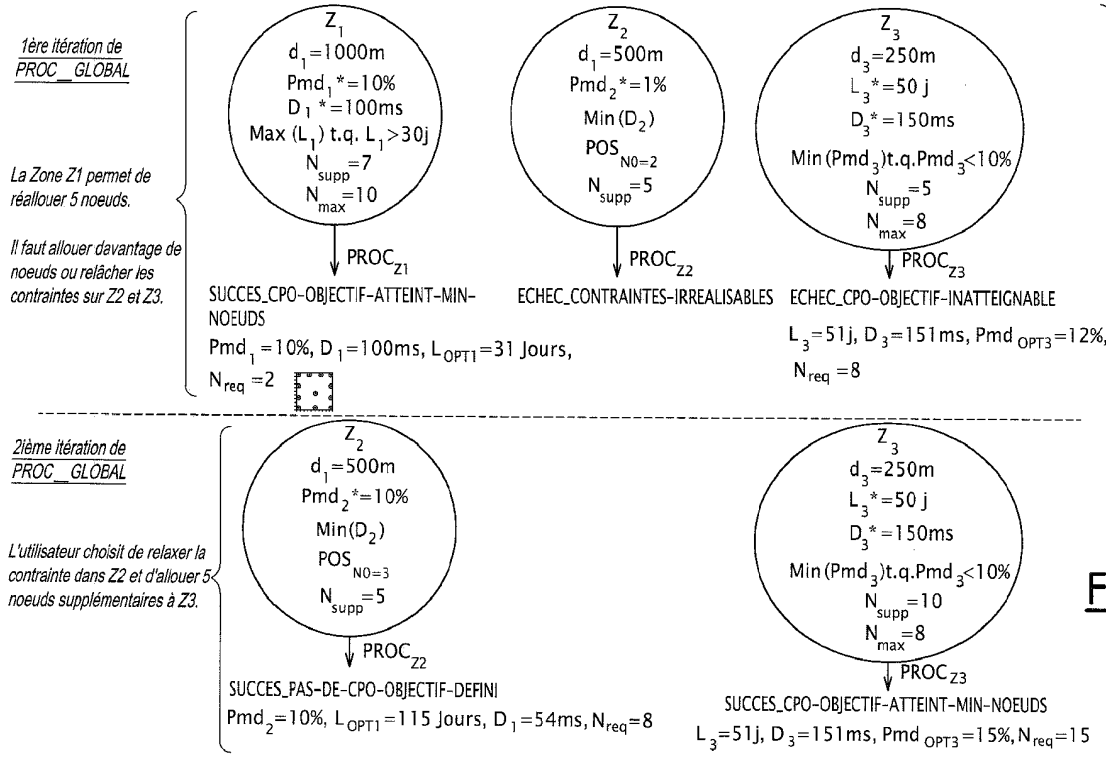 1ère itération de
PROC__GLOBAL
La Zone Z1 permet de
réallouer 5 noeuds.
Il faut allouer davantage de
noeuds ou relâcher les
contraintes sur Z2 et Z3.
Z1
d1=1000m
Pmd1*=10%
D1*=100ms
Max (L1) t.q. L1>30j
Nsupp=7
Nmax=10
PROCZ1
SUCCES_CPO-OBJECTIF-ATTEINT-MIN-
NOEUDS
Pmd1=10%, D1=100ms, LOPT1=31 Jours,
Nreq=2
Z2
d1=500m
Pmd2*=1%
Min(D2)
POSN0=2
Nsupp=5
PROCZ2
ECHEC_CONTRAINTES-IRREALISABLES
Z3
d3=250m
L3*=50 j
D3*=150ms
Min(Pmd3)t.q.Pmd3<10%
Nsupp=5
Nmax=8
PROCZ3
ECHEC_CPO-OBJECTIF-INATTEIGNABLE
L3=51j, D3=151ms, Pmd OPT3=12%,
Nreq=8
2ième itération de
PROC__GLOBAL
L'utilisateur choisit de relaxer la
contrainte dans Z2 et d'allouer 5
noeuds supplémentaires à Z3.
Z2
d1=500m
Pmd2*=10%
Min(D2)
POSN0=3
Nsupp=5
PROCZ2
SUCCES_PAS-DE-CPO-OBJECTIF-DEFINI
Pmd2=10%, LOPT1=115 Jours, D1=54ms, Nreq=8
Z3
d3=250m
L3*=50 j
D3*=150ms
Min(Pmd3)t.q.Pmd3<10%
Nsupp=10
Nmax=8
PROCZ3
SUCCES_CPO-OBJECTIF-ATTEINT-MIN-NOEUDS
L3=51j, D3=151ms, Pmd OPT3=15%, Nreq=15
F